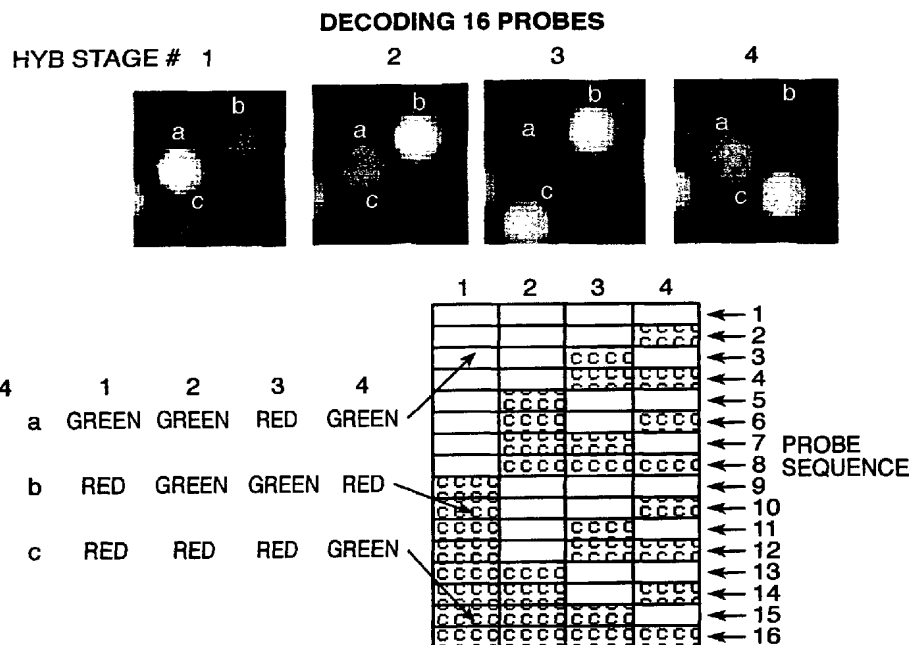 DECODING 16 PROBES
HYB STAGE # 1 2 3 4
b b b
a a b
a a
c c c c
1 2 3 4
1
2
3
4
5
6
7 PROBE
8 SEQUENCE
9
10
11
12
13
14
15
16
4 1 2 3 4
a GREEN GREEN RED GREEN
b RED GREEN GREEN RED
c RED RED RED GREEN